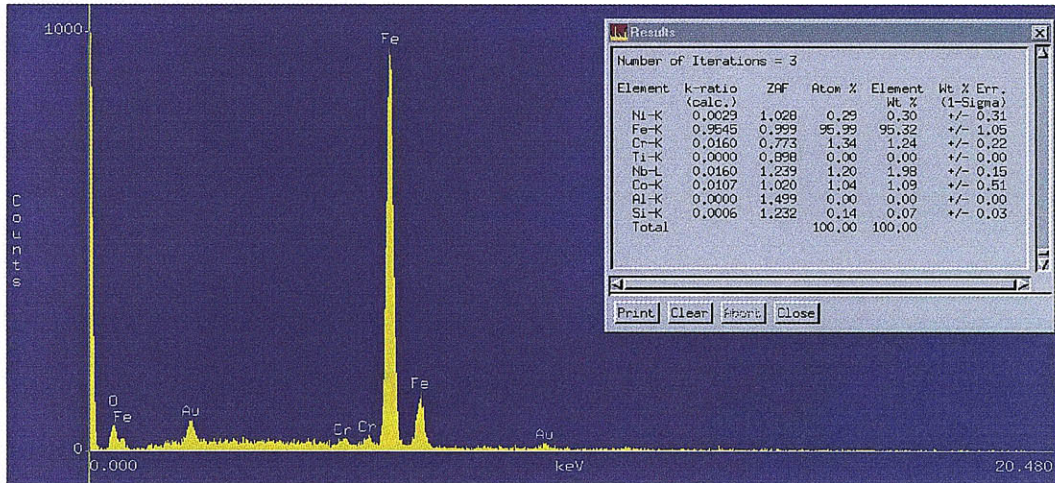 1000
Fe
Counts
O
Fe
Au
Cr
Cr
Fe
Au
0
0.000
keV
20.480
Results
Number of Iterations = 3
Element k-ratio ZAF Atom % Element Wt % Err.
(calc.) Wt % (1-Sigma)
Ni-K 0.0029 1.028 0.29 0.30 +/- 0.31
Fe-K 0.9545 0.999 95.99 95.32 +/- 1.05
Cr-K 0.0160 0.773 1.34 1.24 +/- 0.22
Ti-K 0.0000 0.898 0.00 0.00 +/- 0.00
Nb-L 0.0160 1.239 1.20 1.98 +/- 0.15
Co-K 0.0107 1.020 1.04 1.09 +/- 0.51
Al-K 0.0000 1.499 0.00 0.00 +/- 0.00
Si-K 0.0006 1.232 0.14 0.07 +/- 0.03
Total 100.00 100.00
Print Clear Abort Close